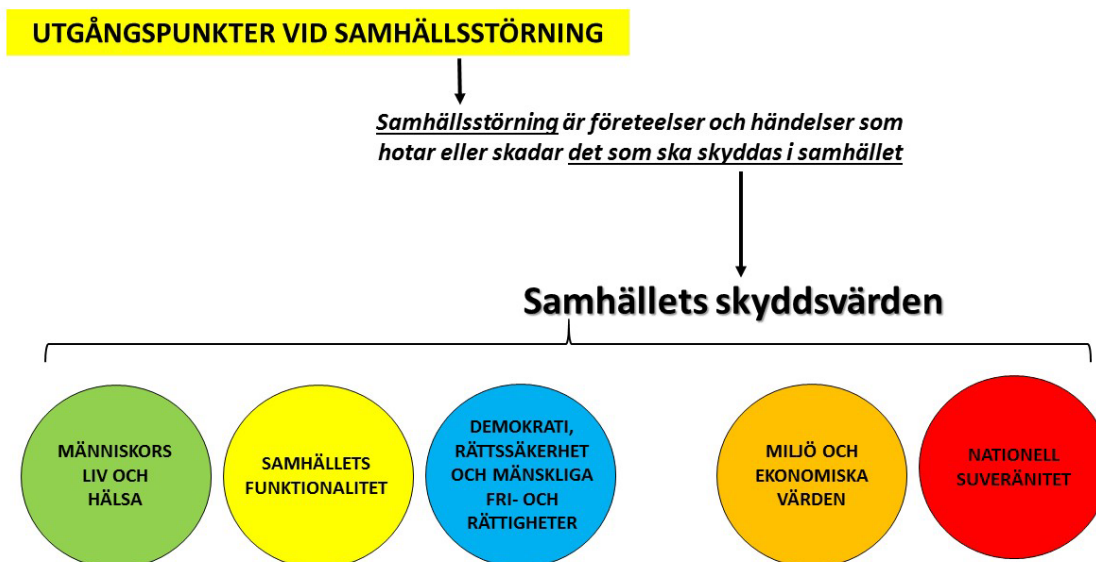 UTGÅNGSPUNKTER VID SAMHÄLLSSTÖRNING
Samhällsstörning är företeelser och händelser som
hotar eller skadar det som ska skyddas i samhället
Samhällets skyddsvärden
MÄNNISKORS
LIV OCH
HÄLSA
SAMHÄLLETS
FUNKTIONALITET
DEMOKRATI,
RÄTTSSÄKERHET
OCH MÄNSKLIGA
FRI- OCH
RÄTTIGHETER
MILJÖ OCH
EKONOMISKA
VÄRDEN
NATIONELL
SUVERÄNITET